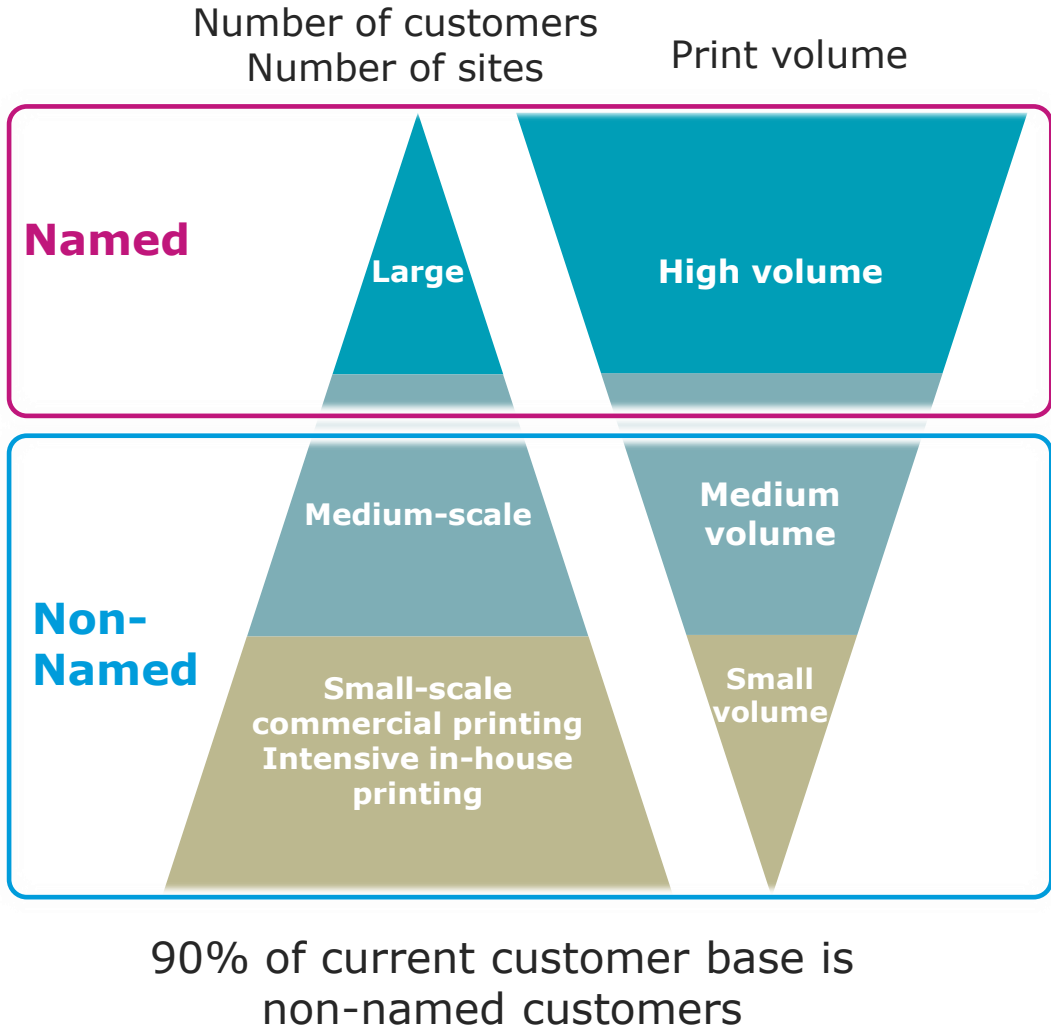 Number of customers
Number of sites
Print volume
Named
Large
High volume
Medium-scale
Medium
volume
Non-
Named
Small-scale
commercial printing
Intensive in-house
printing
Small
volume
90% of current customer base is
non-named customers